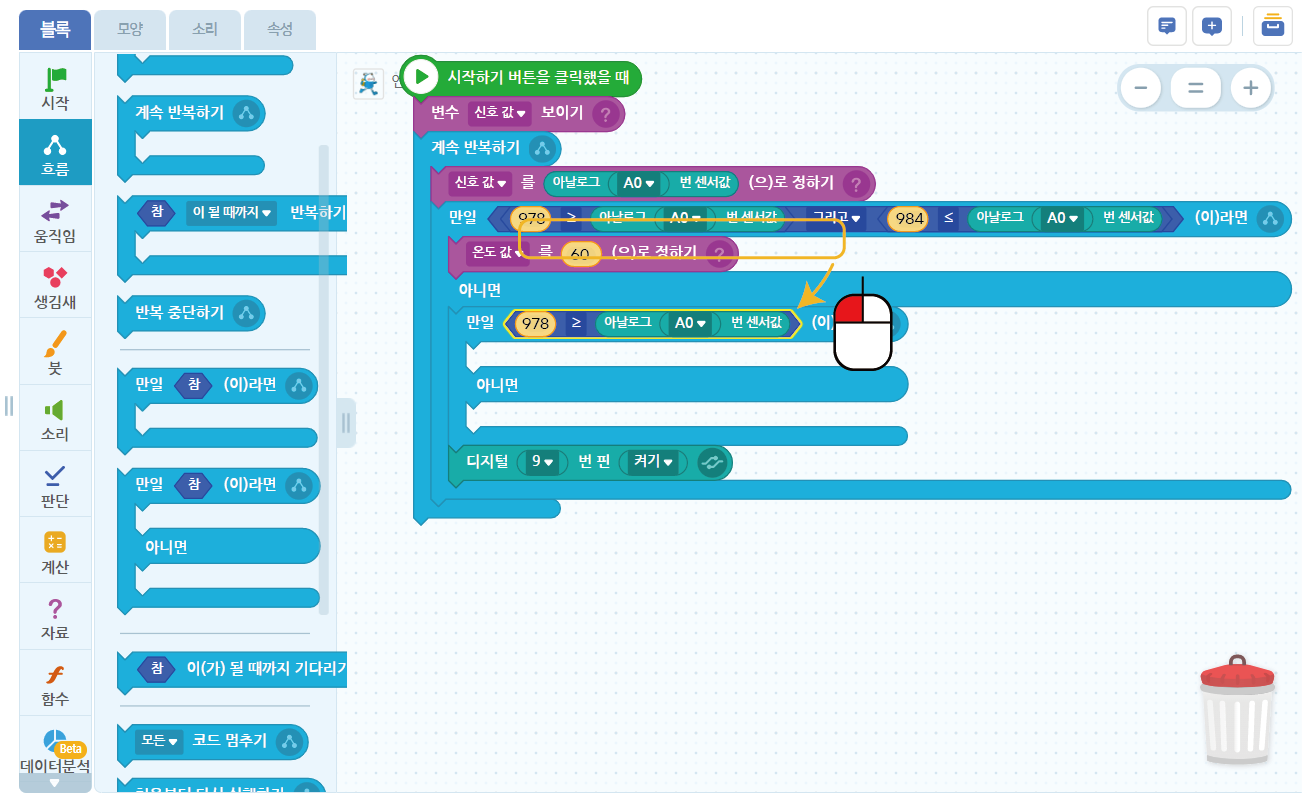 블록
모양
소리
속성
시작
흐름
움직임
생김새
붓
소리
판단
계산
자료
함수
Beta
데이터분석
계속 반복하기
참 이 될 때까지 ▼ 반복하기
반복 중단하기
만일 참 (이)라면
만일 참 (이)라면
아니면
참 이(가) 될 때까지 기다리기
모든 ▼ 코드 멈추기
처음부터 다시 실행하기
시작하기 버튼을 클릭했을 때
변수 신호 값 ▼ 보이기 ?
계속 반복하기
신호 값 ▼ 를 아날로그 A0 ▼ 번 센서값 (으)로 정하기 ?
만일 978 ≥ 아날로그 A0 ▼ 번 센서값 그리고 ▼ 984 ≤ 아날로그 A0 ▼ 번 센서값 (이)라면
온도 값 ▼ 를 60 (으)로 정하기 ?
아니면
만일 978 ≥ 아날로그 A0 ▼ 번 센서값 (이)
아니면
디지털 9 ▼ 번 핀 켜기 ▼